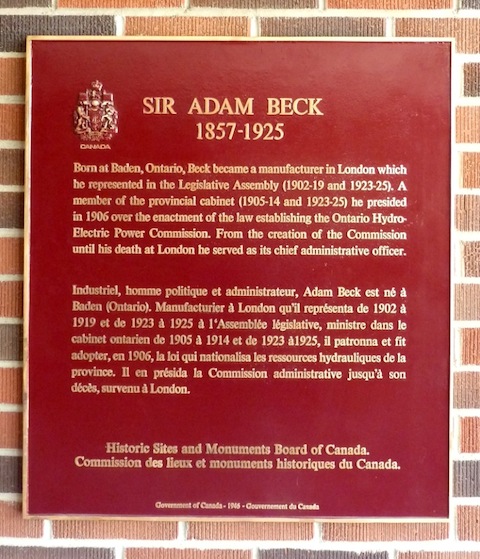 CANADA
SIR ADAM BECK
1857-1925
Born at Baden, Ontario, Beck became a manufacturer in London which
he represented in the Legislative Assembly (1902-19 and 1923-25). A
member of the provincial cabinet (1905-14 and 1923-25) he presided
in 1906 over the enactment of the law establishing the Ontario Hydro-
Electric Power Commission. From the creation of the Commission
until his death at London he served as its chief administrative officer.
Industriel, homme politique et administrateur, Adam Beck est né à
Baden (Ontario). Manufacturier à London qu'il représenta de 1902 à
1919 et de 1923 à 1925 à l'Assemblée législative, ministre dans le
cabinet ontarien de 1905 à 1914 et de 1923 à1925, il patronna et fit
adopter, en 1906, la loi qui nationalisa les ressources hydrauliques de la
province. Il en présida la Commission administrative jusqu'à son
décès, survenu à London.
Historic Sites and Monuments Board of Canada.
Commission des lieux et monuments historiques du Canada.
Government of Canada - 1946 - Gouvernement du Canada